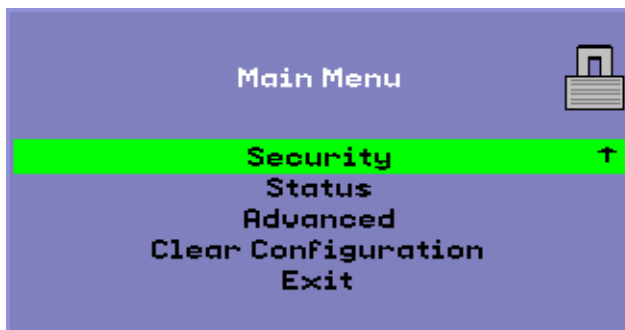 Main Menu
Security ↑
Status
Advanced
Clear Configuration
Exit